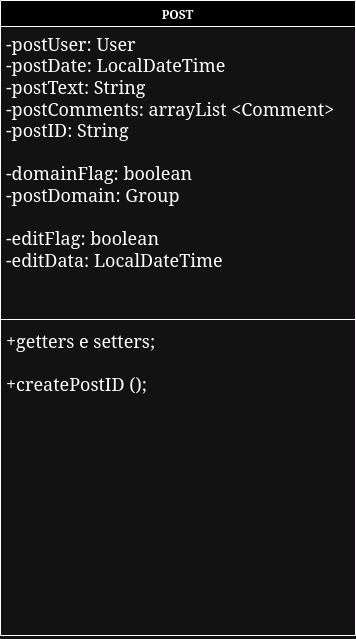 POST
-postUser: User
-postDate: LocalDateTime
-postText: String
-postComments: arrayList <Comment>
-postID: String
-domainFlag: boolean
-postDomain: Group
-editFlag: boolean
-editData: LocalDateTime
+getters e setters;
+createPostID ();